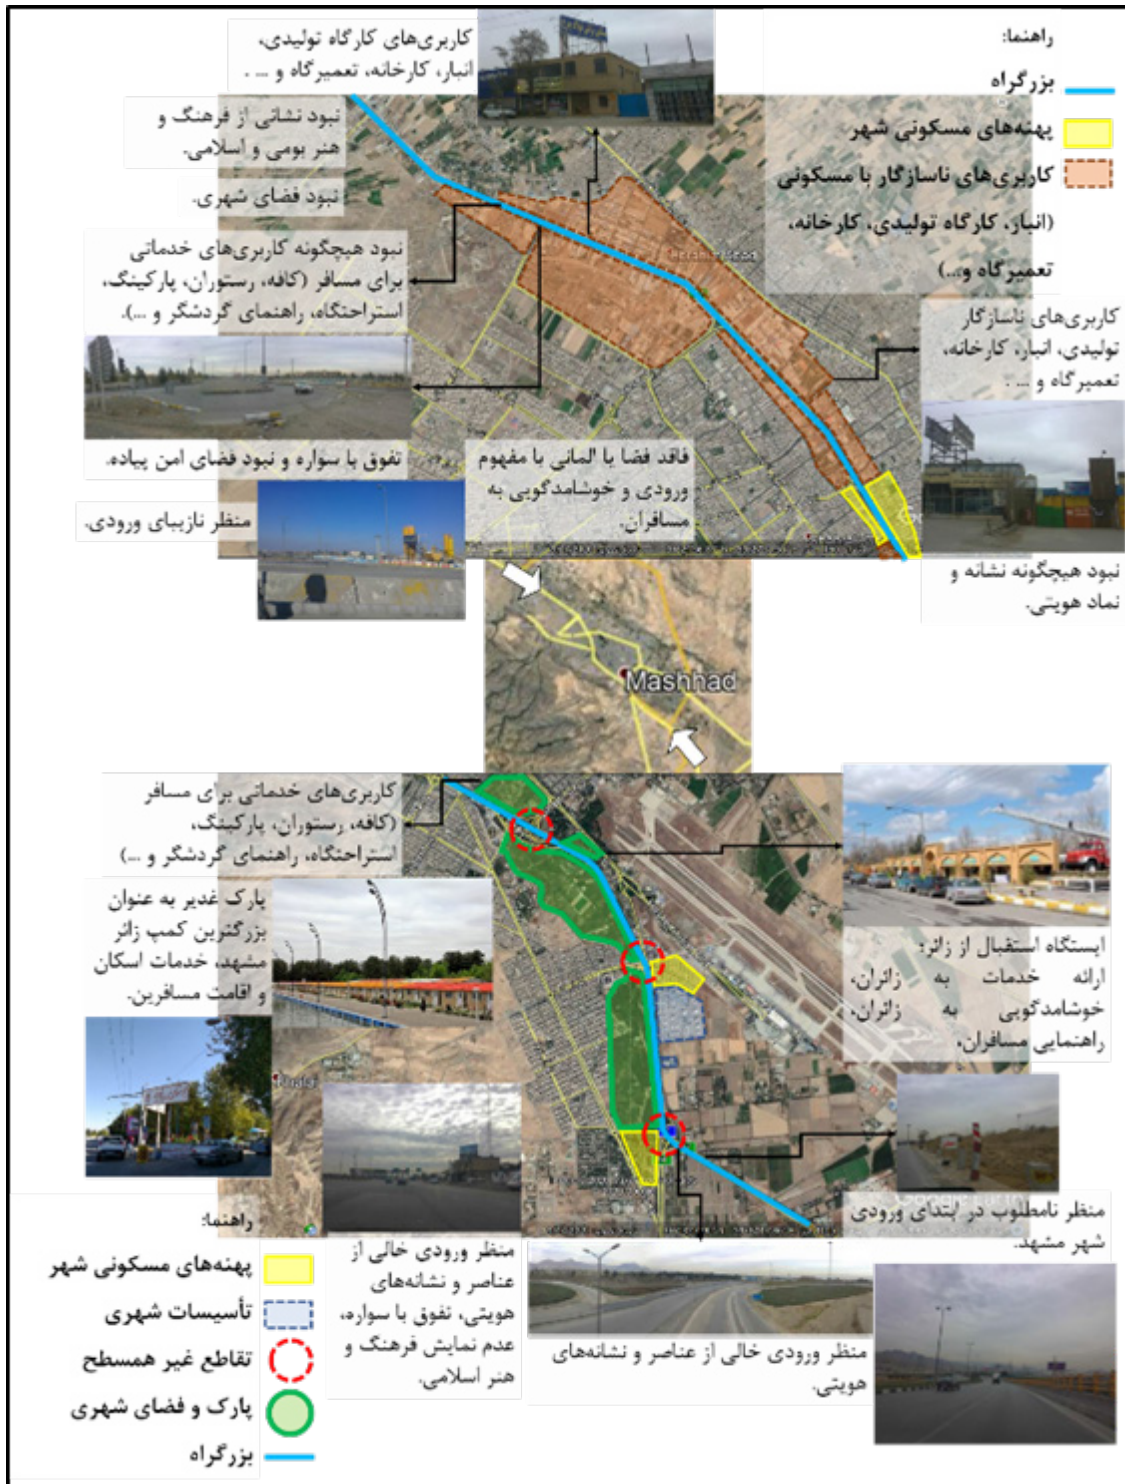 کاربری‌های کارگاه تولیدی،
انبار، کارخانه، تعمیرگاه و ... .
راهنما:
بزرگراه
پهنه‌های مسکونی شهر
کاربری‌های ناسازگار با مسکونی
(انبار، کارگاه تولیدی، کارخانه،
تعمیرگاه و...)
نبود نشانی از فرهنگ و
هنر بومی و اسلامی.
نبود فضای شهری.
نبود هیچگونه کاربری‌های خدماتی
برای مسافر (کافه، رستوران، پارکینگ،
استراحتگاه، راهنمای گردشگر و ...).
کاربری‌های ناسازگار
تولیدی، انبار، کارخانه،
تعمیرگاه و ... .
تفوق با سواره و نبود فضای امن پیاده.
فاقد فضا یا المانی با مفهوم
ورودی و خوشامدگویی به
مسافران.
منظر نازیبای ورودی.
نبود هیچگونه نشانه و
نماد هویتی.
Mashhad
کاربری‌های خدماتی برای مسافر
(کافه، رستوران، پارکینگ،
استراحتگاه، راهنمای گردشگر و ...)
پارک غدیر به عنوان
بزرگترین کمپ زائر
مشهد، خدمات اسکان
و اقامت مسافرین.
ایستگاه استقبال از زائر؛
ارائه خدمات به زائران،
خوشامدگویی به زائران،
راهنمایی مسافران،
منظر نامطلوب در ابتدای ورودی
شهر مشهد.
منظر ورودی خالی از
عناصر و نشانه‌های
هویتی، تفوق با سواره،
عدم نمایش فرهنگ و
هنر اسلامی.
منظر ورودی خالی از عناصر و نشانه‌های
هویتی.
راهنما:
پهنه‌های مسکونی شهر
تأسیسات شهری
تقاطع غیر همسطح
پارک و فضای شهری
بزرگراه